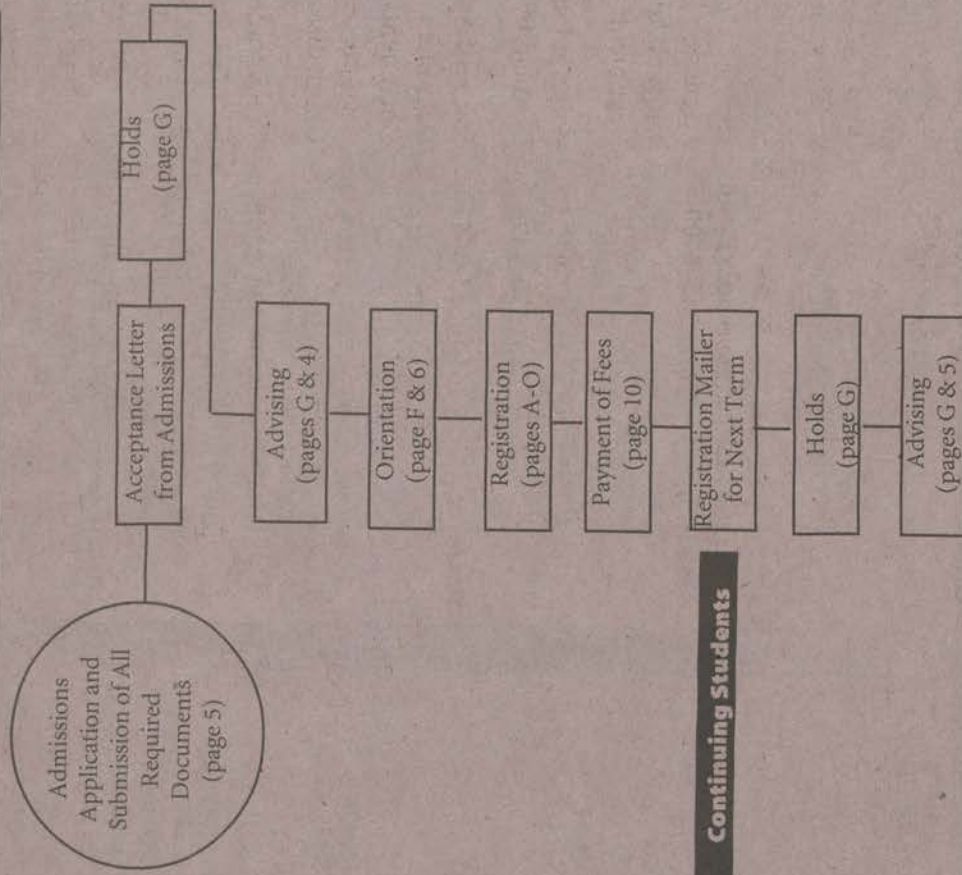 Admissions
Application and
Submission of All
Required
Documents
(page 5)
Acceptance Letter
from Admissions
Holds
(page G)
Advising
(pages G & 4)
Orientation
(page F & 6)
Registration
(pages A-O)
Payment of Fees
(page 10)
Continuing Students
Registration Mailer
for Next Term
Holds
(page G)
Advising
(pages G & 5)